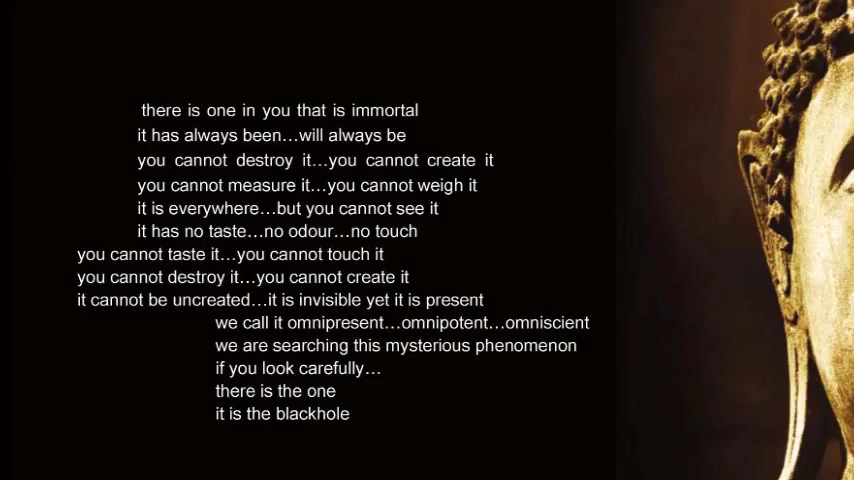 there is one in you that is immortal
it has always been...will always be
you cannot destroy it...you cannot create it
you cannot measure it...you cannot weigh it
it is everywhere...but you cannot see it
it has no taste...no odour...no touch
you cannot taste it...you cannot touch it
you cannot destroy it...you cannot create it
it cannot be uncreated...it is invisible yet it is present
we call it omnipresent...omnipotent...omniscient
we are searching this mysterious phenomenon
if you look carefully...
there is the one
it is the blackhole